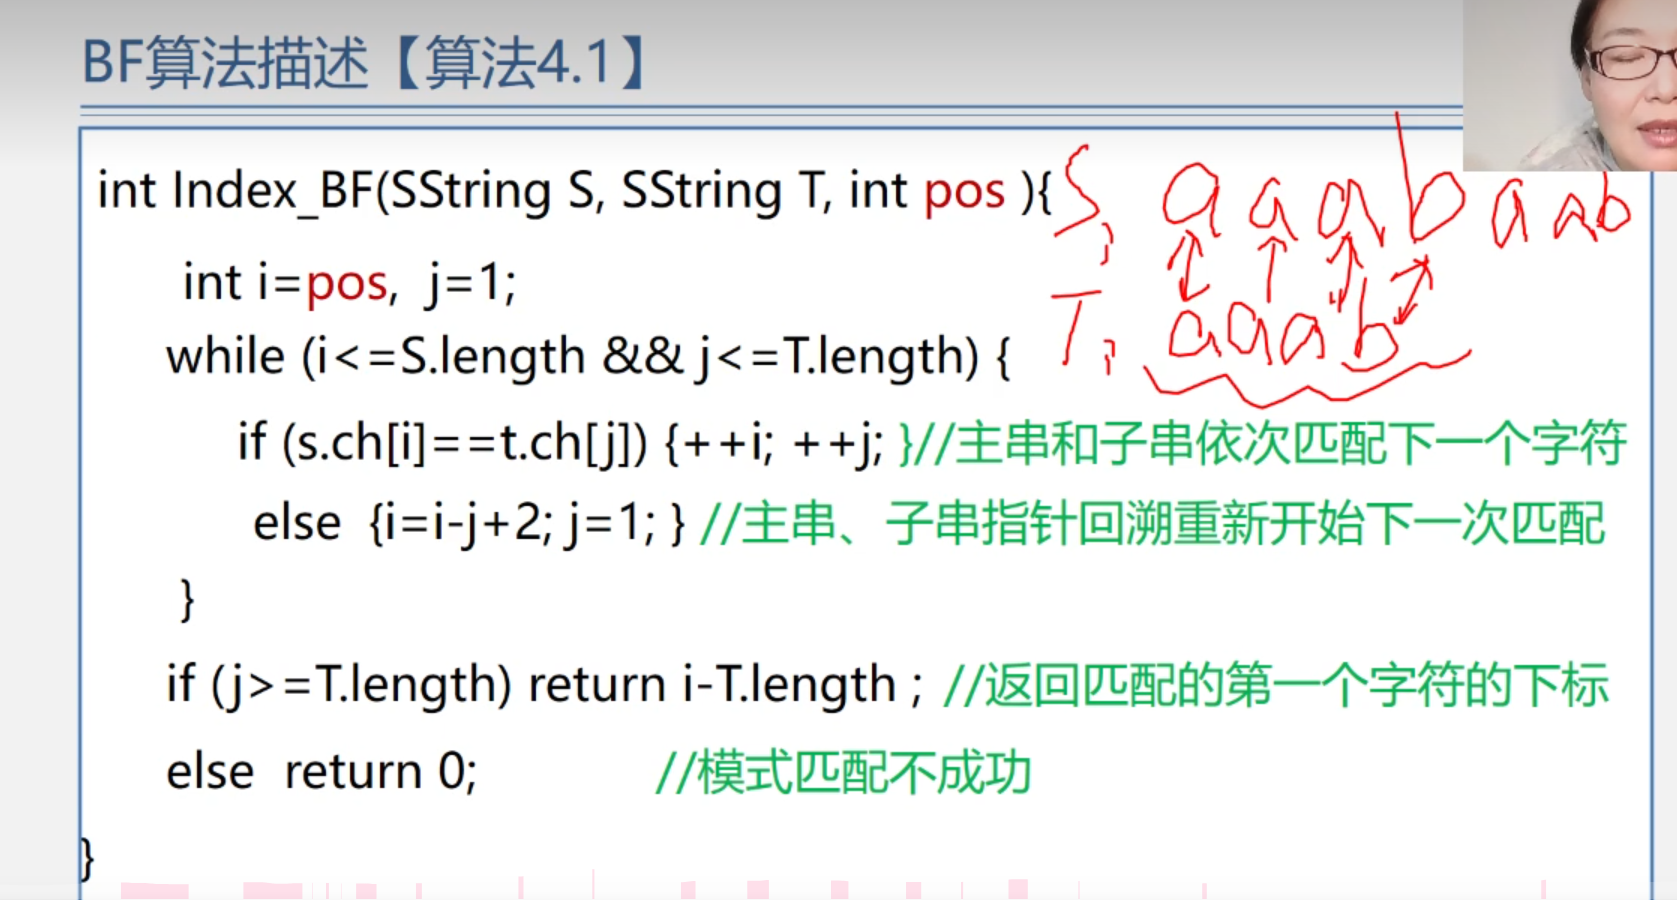 BF算法描述【算法4.1】
int Index_BF(SString S, SString T, int pos ){
S: a a a b a a b
int i=pos, j=1;
T: a a a b
while (i<=S.length && j<=T.length) {
if (s.ch[i]==t.ch[j]) {++i; ++j; }//主串和子串依次匹配下一个字符
else {i=i-j+2; j=1; } //主串、子串指针回溯重新开始下一次匹配
}
if (j>=T.length) return i-T.length ; //返回匹配的第一个字符的下标
else return 0; //模式匹配不成功
}